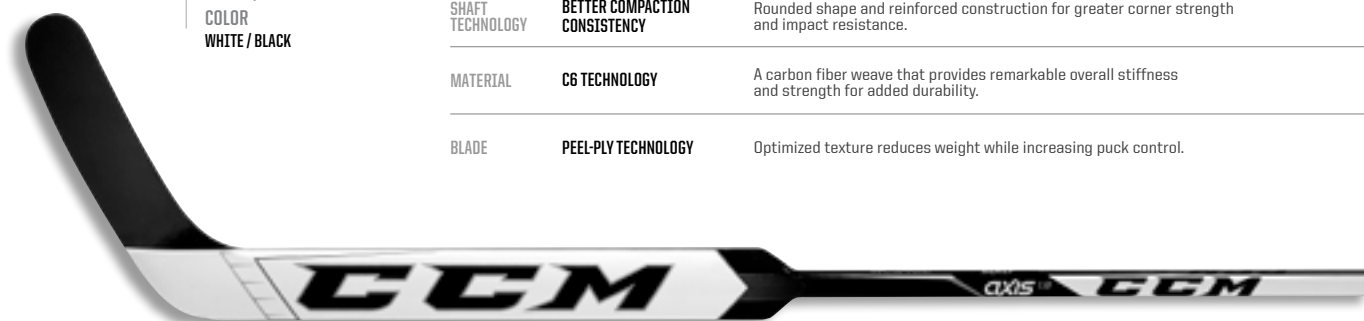 COLOR
WHITE / BLACK
SHAFT
TECHNOLOGY
BETTER COMPACTION
CONSISTENCY
Rounded shape and reinforced construction for greater corner strength
and impact resistance.
MATERIAL
C6 TECHNOLOGY
A carbon fiber weave that provides remarkable overall stiffness
and strength for added durability.
BLADE
PEEL-PLY TECHNOLOGY
Optimized texture reduces weight while increasing puck control.
CCM
axis
CCM